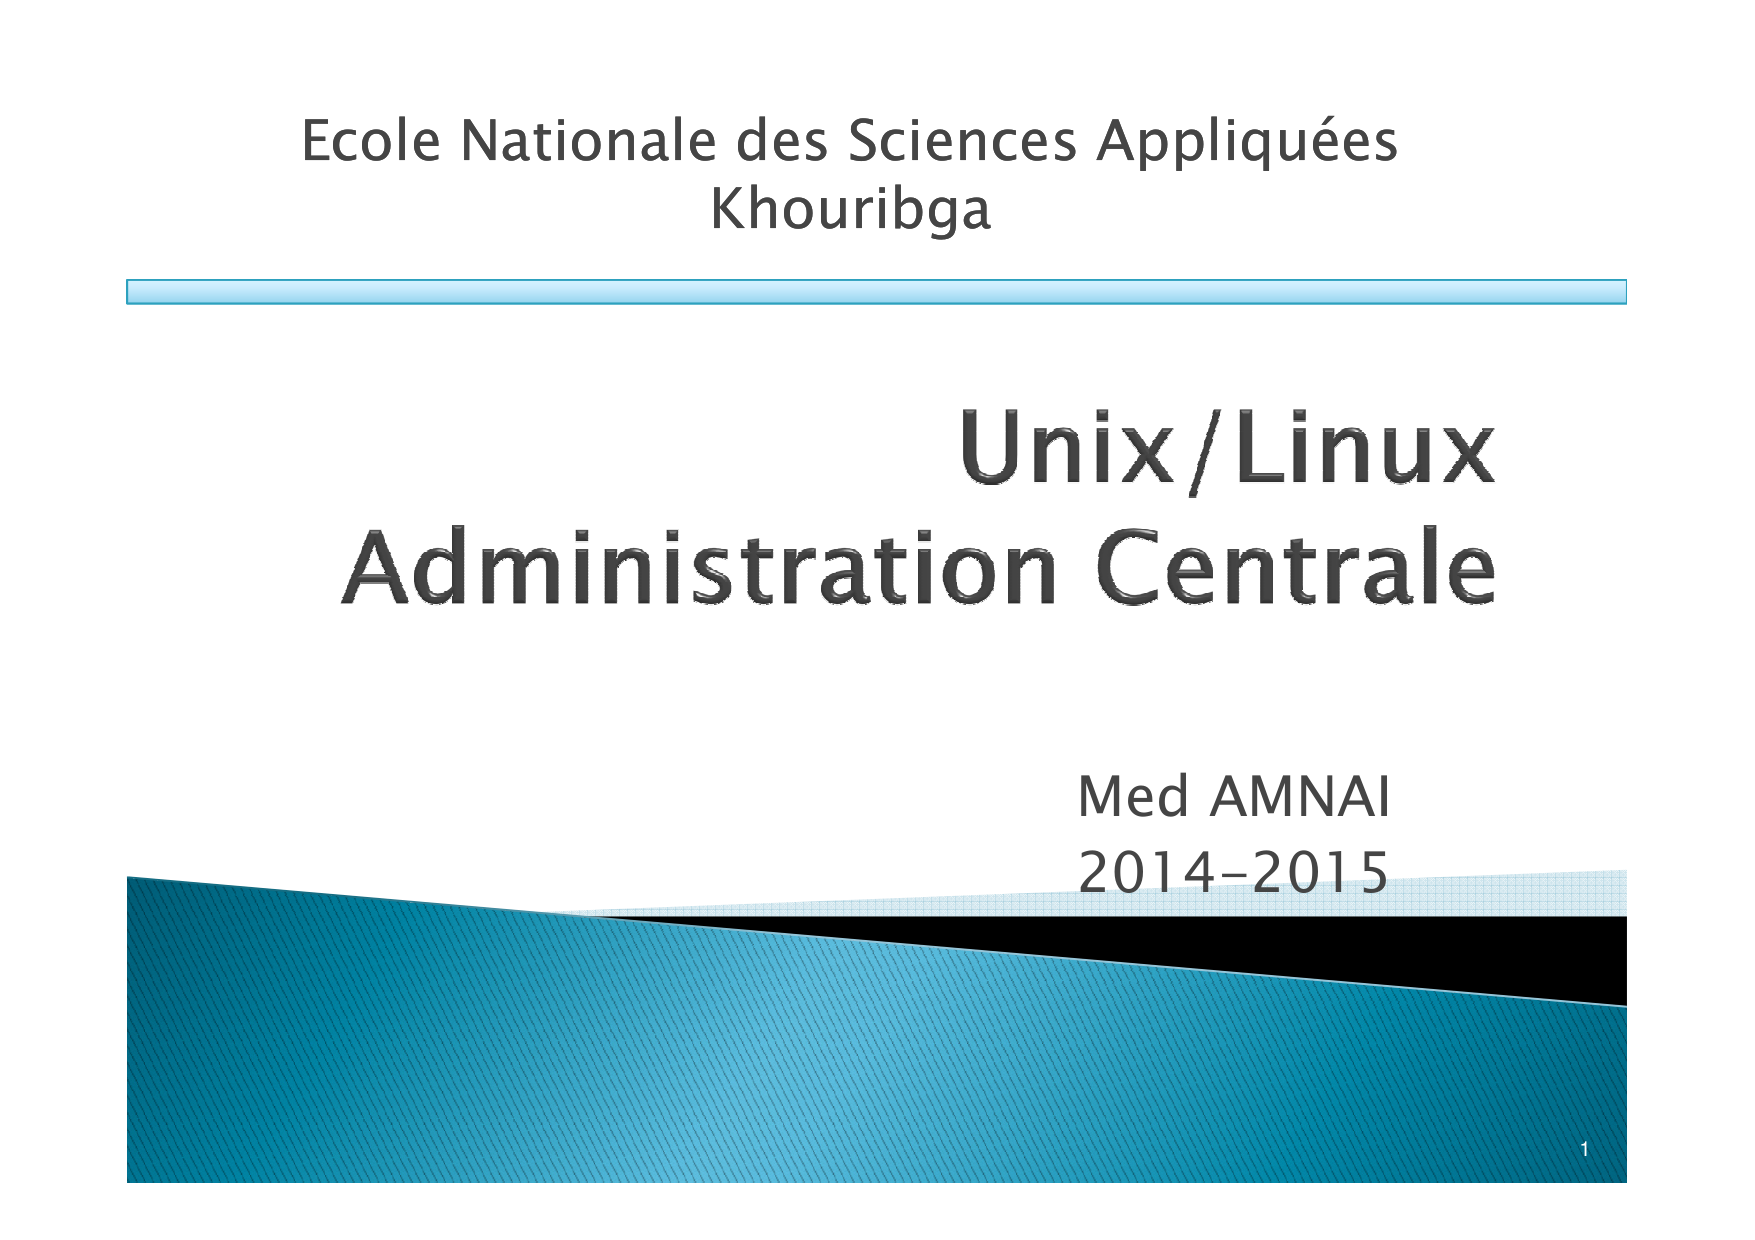 Ecole Nationale des Sciences Appliquées
Khouribga
Unix/Linux
Administration Centrale
Med AMNAI
2014-2015
1